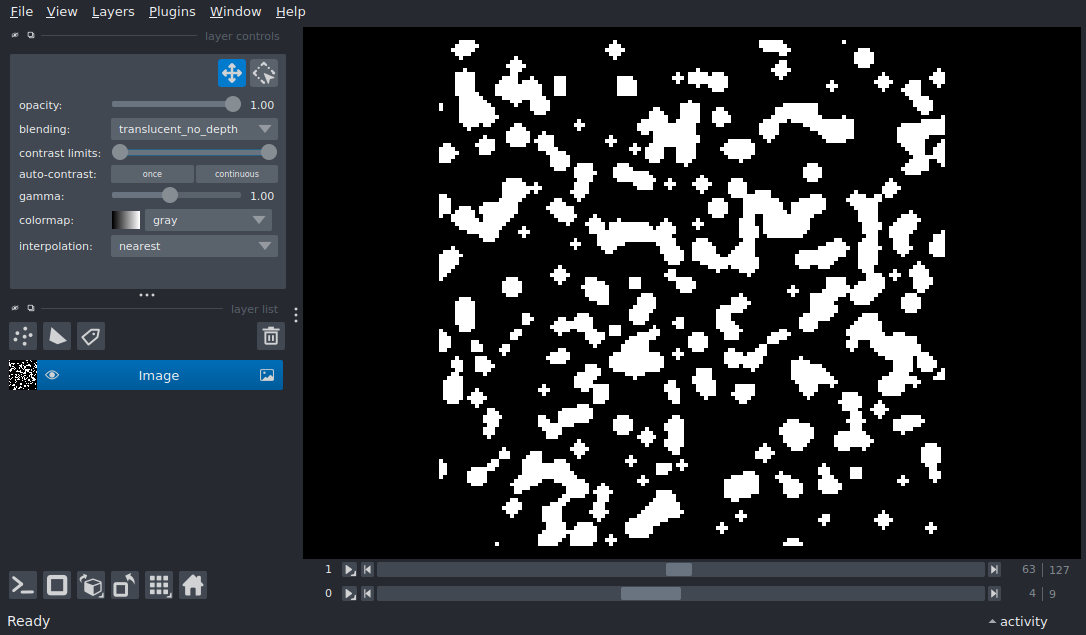 File View Layers Plugins Window Help
layer controls
opacity: 1.00
blending: translucent_no_depth
contrast limits:
auto-contrast: once continuous
gamma: 1.00
colormap: gray
interpolation: nearest
layer list
Image
1 63 127
0 4 9
Ready activity